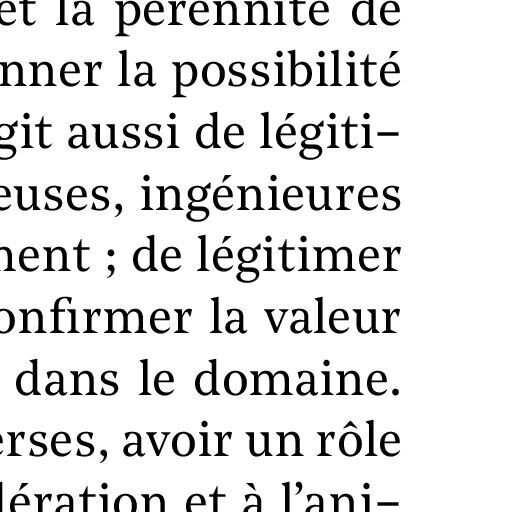 et la pérennité de
nner la possibilité
git aussi de légiti–
euses, ingénieures
ment ; de légitimer
onfirmer la valeur
dans le domaine.
erses, avoir un rôle
lération et à l’ani–